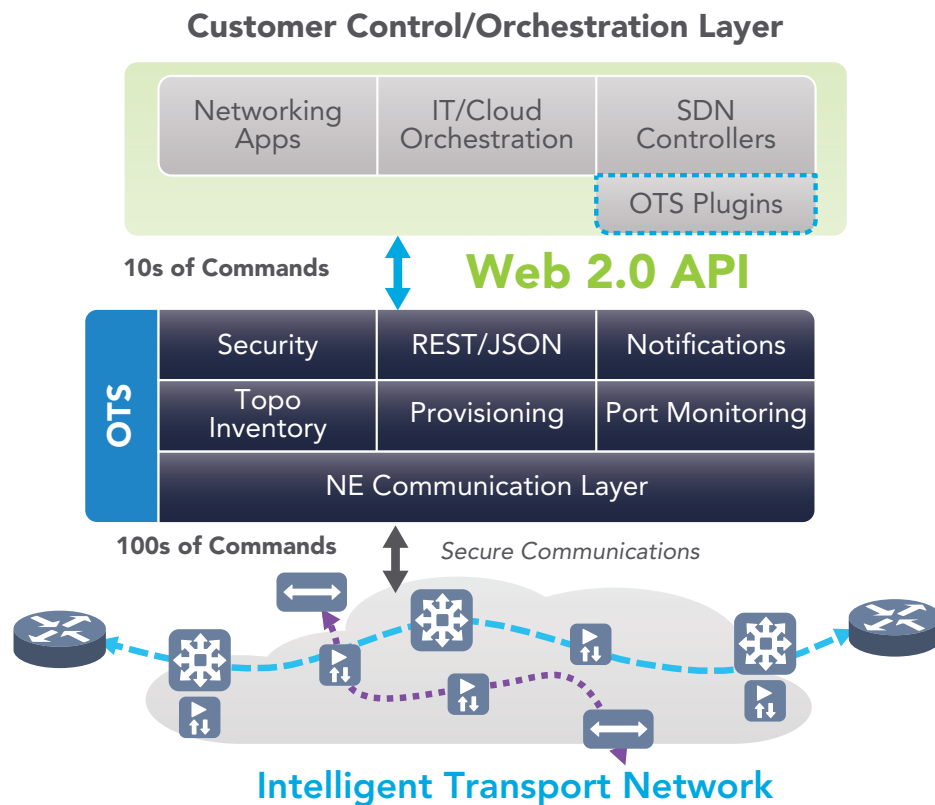 Customer Control/Orchestration Layer
Networking
Apps
IT/Cloud
Orchestration
SDN
Controllers
OTS Plugins
10s of Commands
Web 2.0 API
OTS
Security
REST/JSON
Notifications
Topo
Inventory
Provisioning
Port Monitoring
NE Communication Layer
100s of Commands
Secure Communications
Intelligent Transport Network